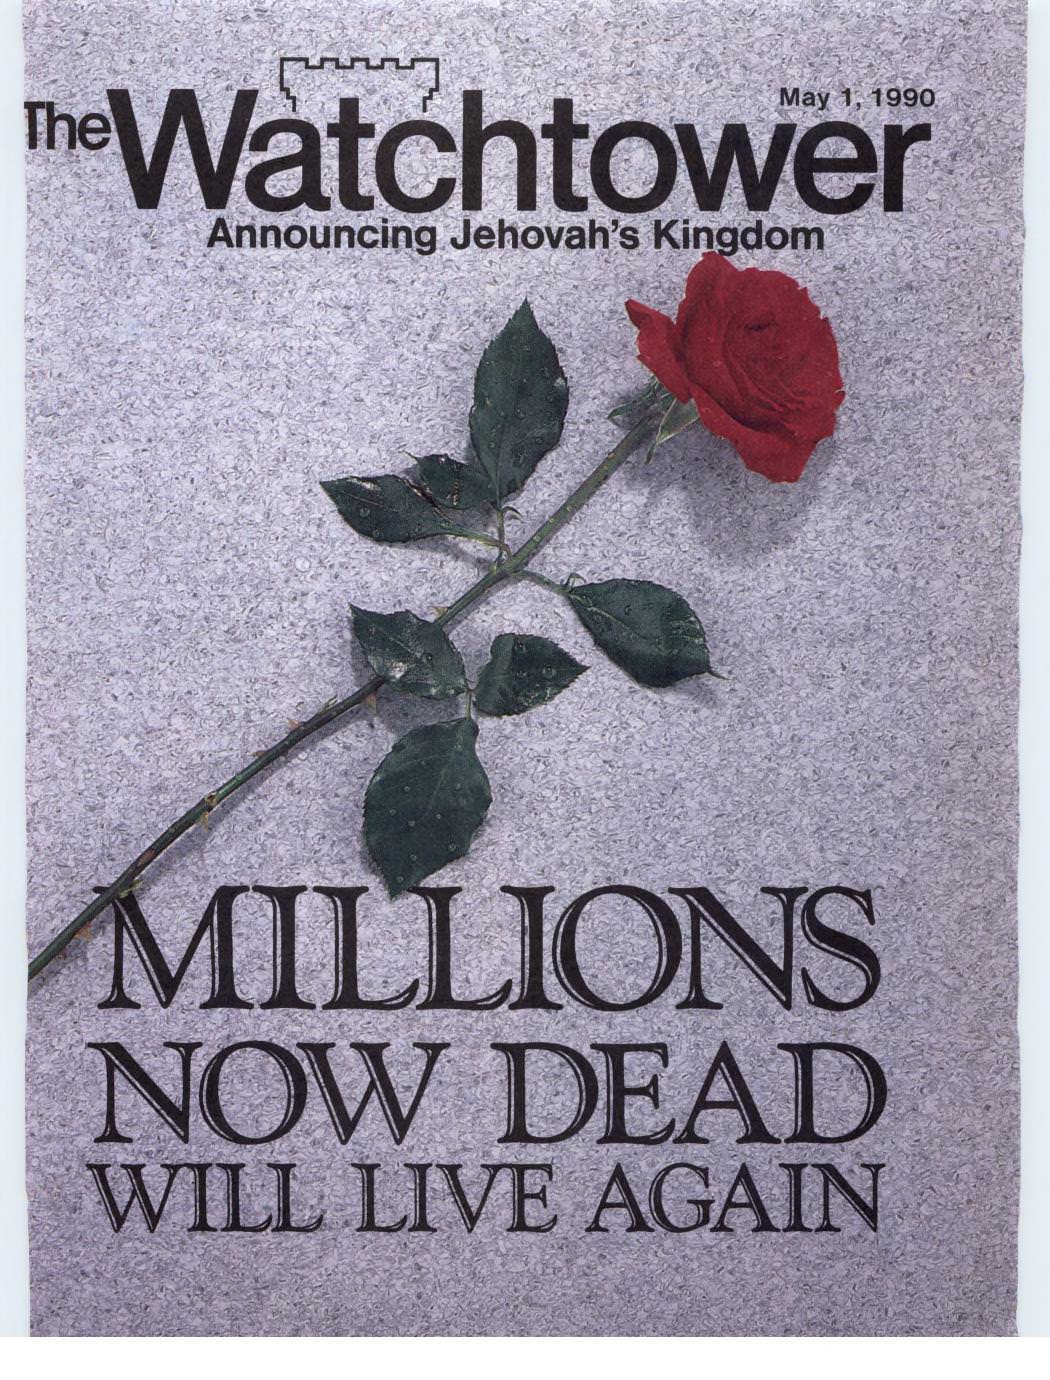 The Watchtower
May 1, 1990
Announcing Jehovah's Kingdom
MILLIONS
NOW DEAD
WILL LIVE AGAIN